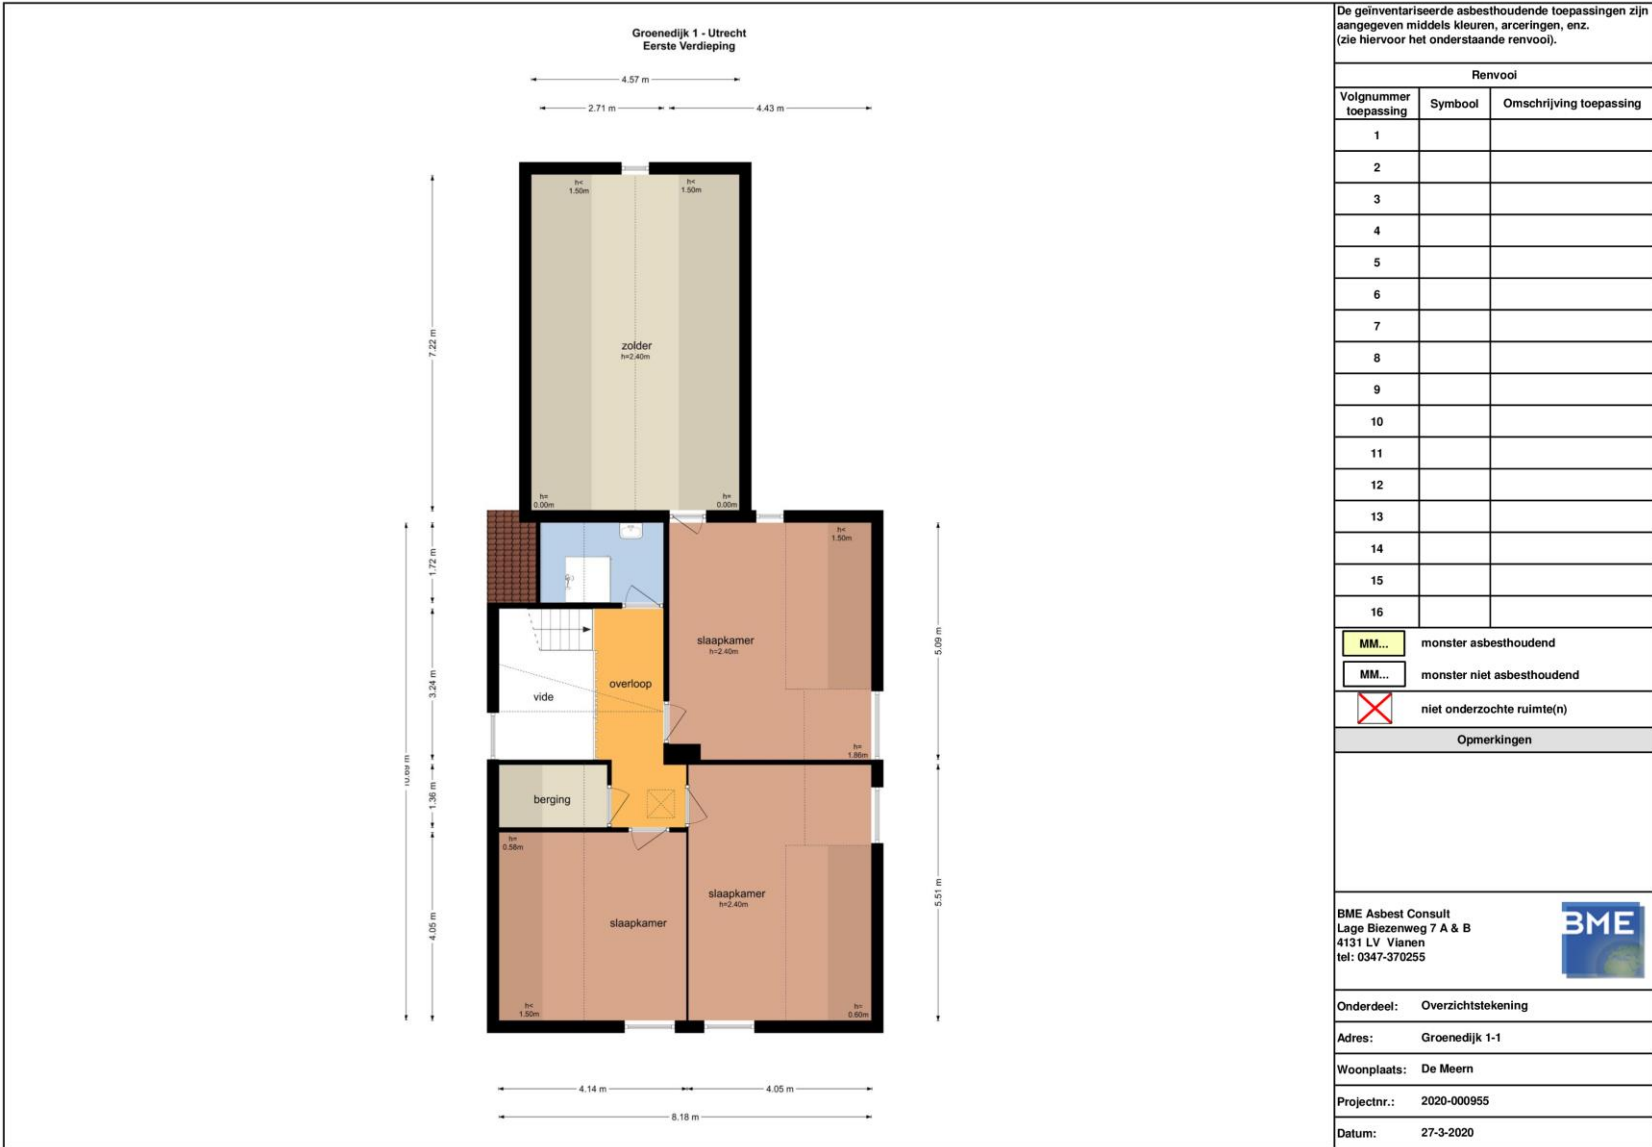 Groenedijk 1 - Utrecht
Eerste Verdieping
4.57 m
2.71 m
4.43 m
h<
1.50m
h<
1.50m
7.22 m
zolder
h=2.40m
h=
0.00m
h=
0.00m
h<
1.50m
1.72 m
slaapkamer
h=2.40m
5.09 m
overloop
vide
3.24 m
h=
1.86m
10.69 m
1.36 m
berging
h=
0.58m
slaapkamer
h=2.40m
5.51 m
slaapkamer
4.05 m
h<
1.50m
h=
0.60m
4.14 m
4.05 m
8.18 m
De geïnventariseerde asbesthoudende toepassingen zijn
aangegeven middels kleuren, arceringen, enz.
(zie hiervoor het onderstaande renvooi).
Renvooi
Volgnummer toepassing Symbool Omschrijving toepassing
1
2
3
4
5
6
7
8
9
10
11
12
13
14
15
16
MM... monster asbesthoudend
MM... monster niet asbesthoudend
niet onderzochte ruimte(n)
Opmerkingen
BME Asbest Consult
Lage Biezenweg 7 A & B
4131 LV Vianen
tel: 0347-370255
BME
Onderdeel: Overzichtstekening
Adres: Groenedijk 1-1
Woonplaats: De Meern
Projectnr.: 2020-000955
Datum: 27-3-2020